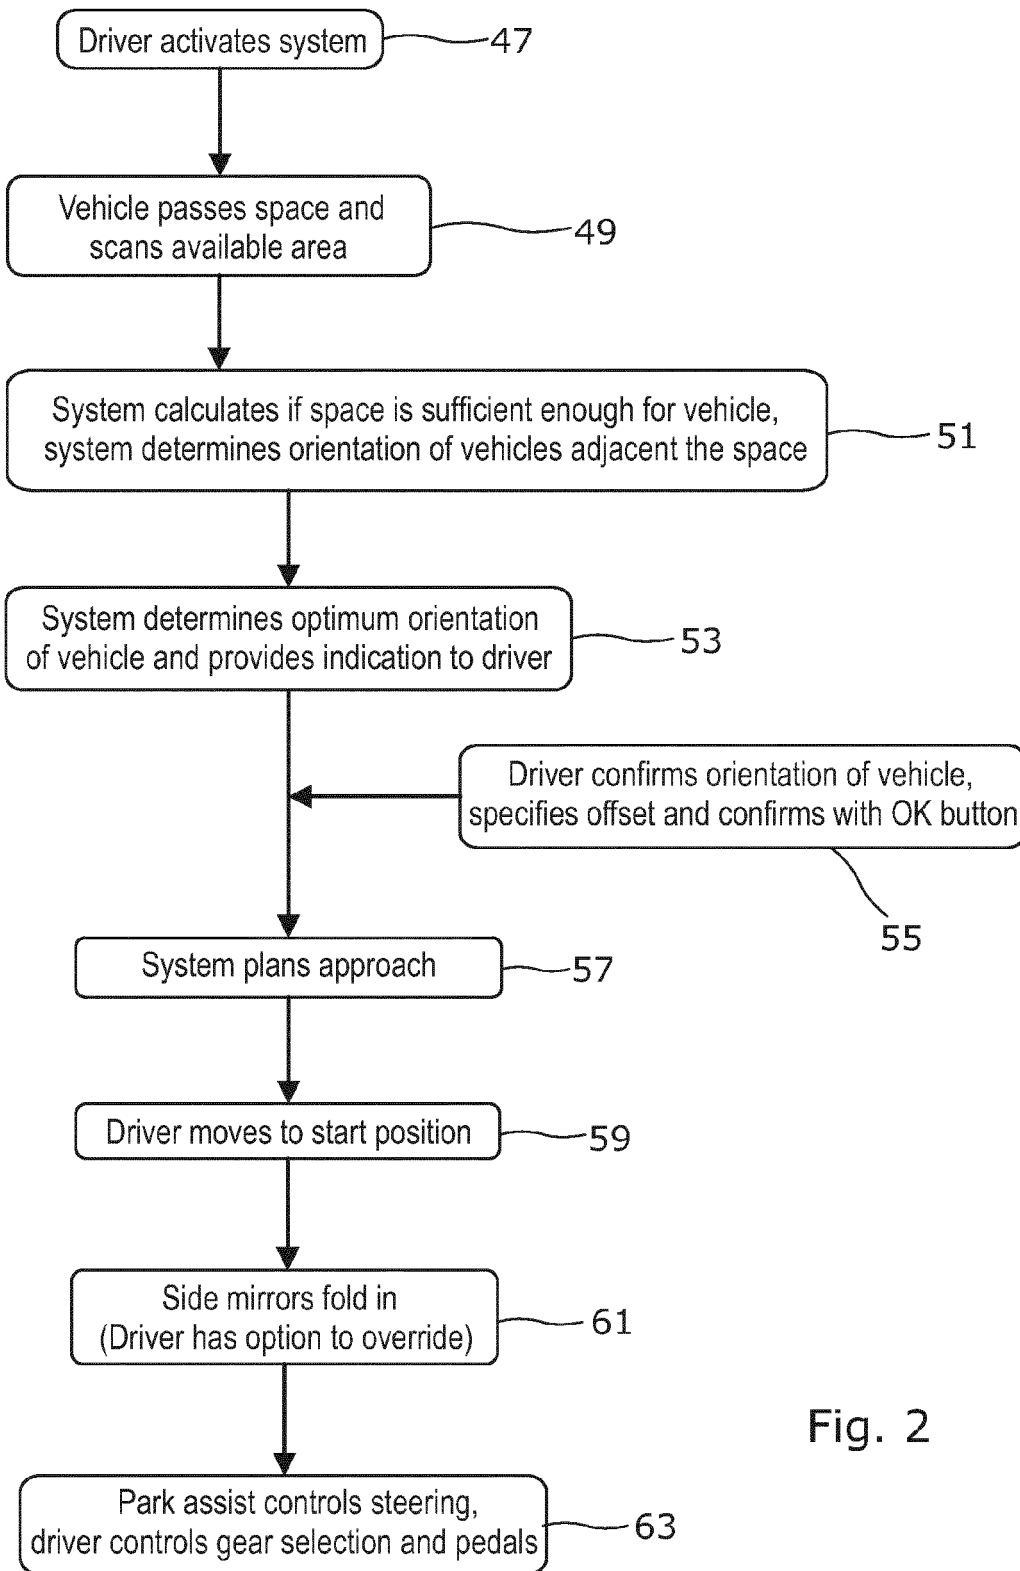 Driver activates system
47
Vehicle passes space and
scans available area
49
System calculates if space is sufficient enough for vehicle,
system determines orientation of vehicles adjacent the space
51
System determines optimum orientation
of vehicle and provides indication to driver
53
Driver confirms orientation of vehicle,
specifies offset and confirms with OK button
55
System plans approach
57
Driver moves to start position
59
Side mirrors fold in
(Driver has option to override)
61
Park assist controls steering,
driver controls gear selection and pedals
63
Fig. 2